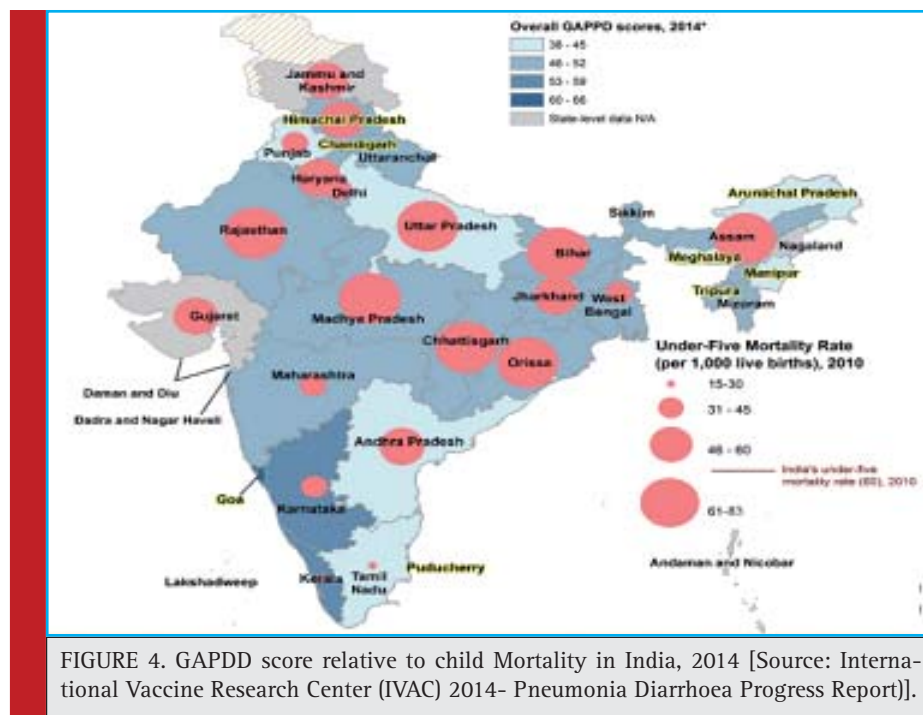 Overall GAPPD scores, 2014*
38 - 45
46 - 52
53 - 59
60 - 66
State-level data N/A
Jammu and
Kashmir
Himachal Pradesh
Chandigarh
Punjab
Uttaranchal
Haryana
Delhi
Arunachal Pradesh
Rajasthan
Uttar Pradesh
Sikkim
Assam
Nagaland
Bihar
Meghalaya
Manipur
Tripura
Mizoram
Gujarat
Jharkhand
West
Bengal
Madhya Pradesh
Chhattisgarh
Orissa
Maharashtra
Daman and Diu
Dadra and Nagar Haveli
Under-Five Mortality Rate
(per 1,000 live births), 2010
15-30
31 - 45
46 - 60
India's under-five
mortality rate (60), 2010
61-83
Andhra Pradesh
Goa
Karnataka
Andaman and Nicobar
Lakshadweep
Kerala
Tamil
Nadu
Puducherry
FIGURE 4. GAPDD score relative to child Mortality in India, 2014 [Source: Interna-
tional Vaccine Research Center (IVAC) 2014- Pneumonia Diarrhoea Progress Report)].